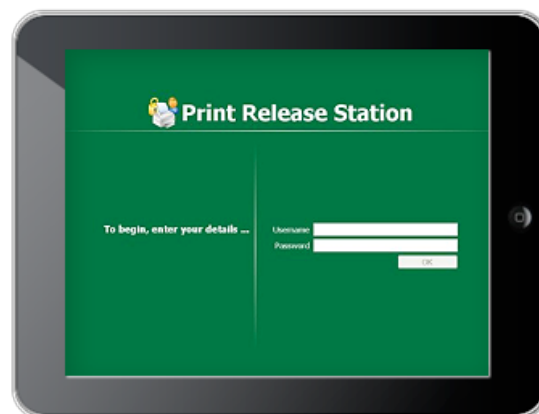 Print Release Station
To begin, enter your details ...
Username
Password
OK